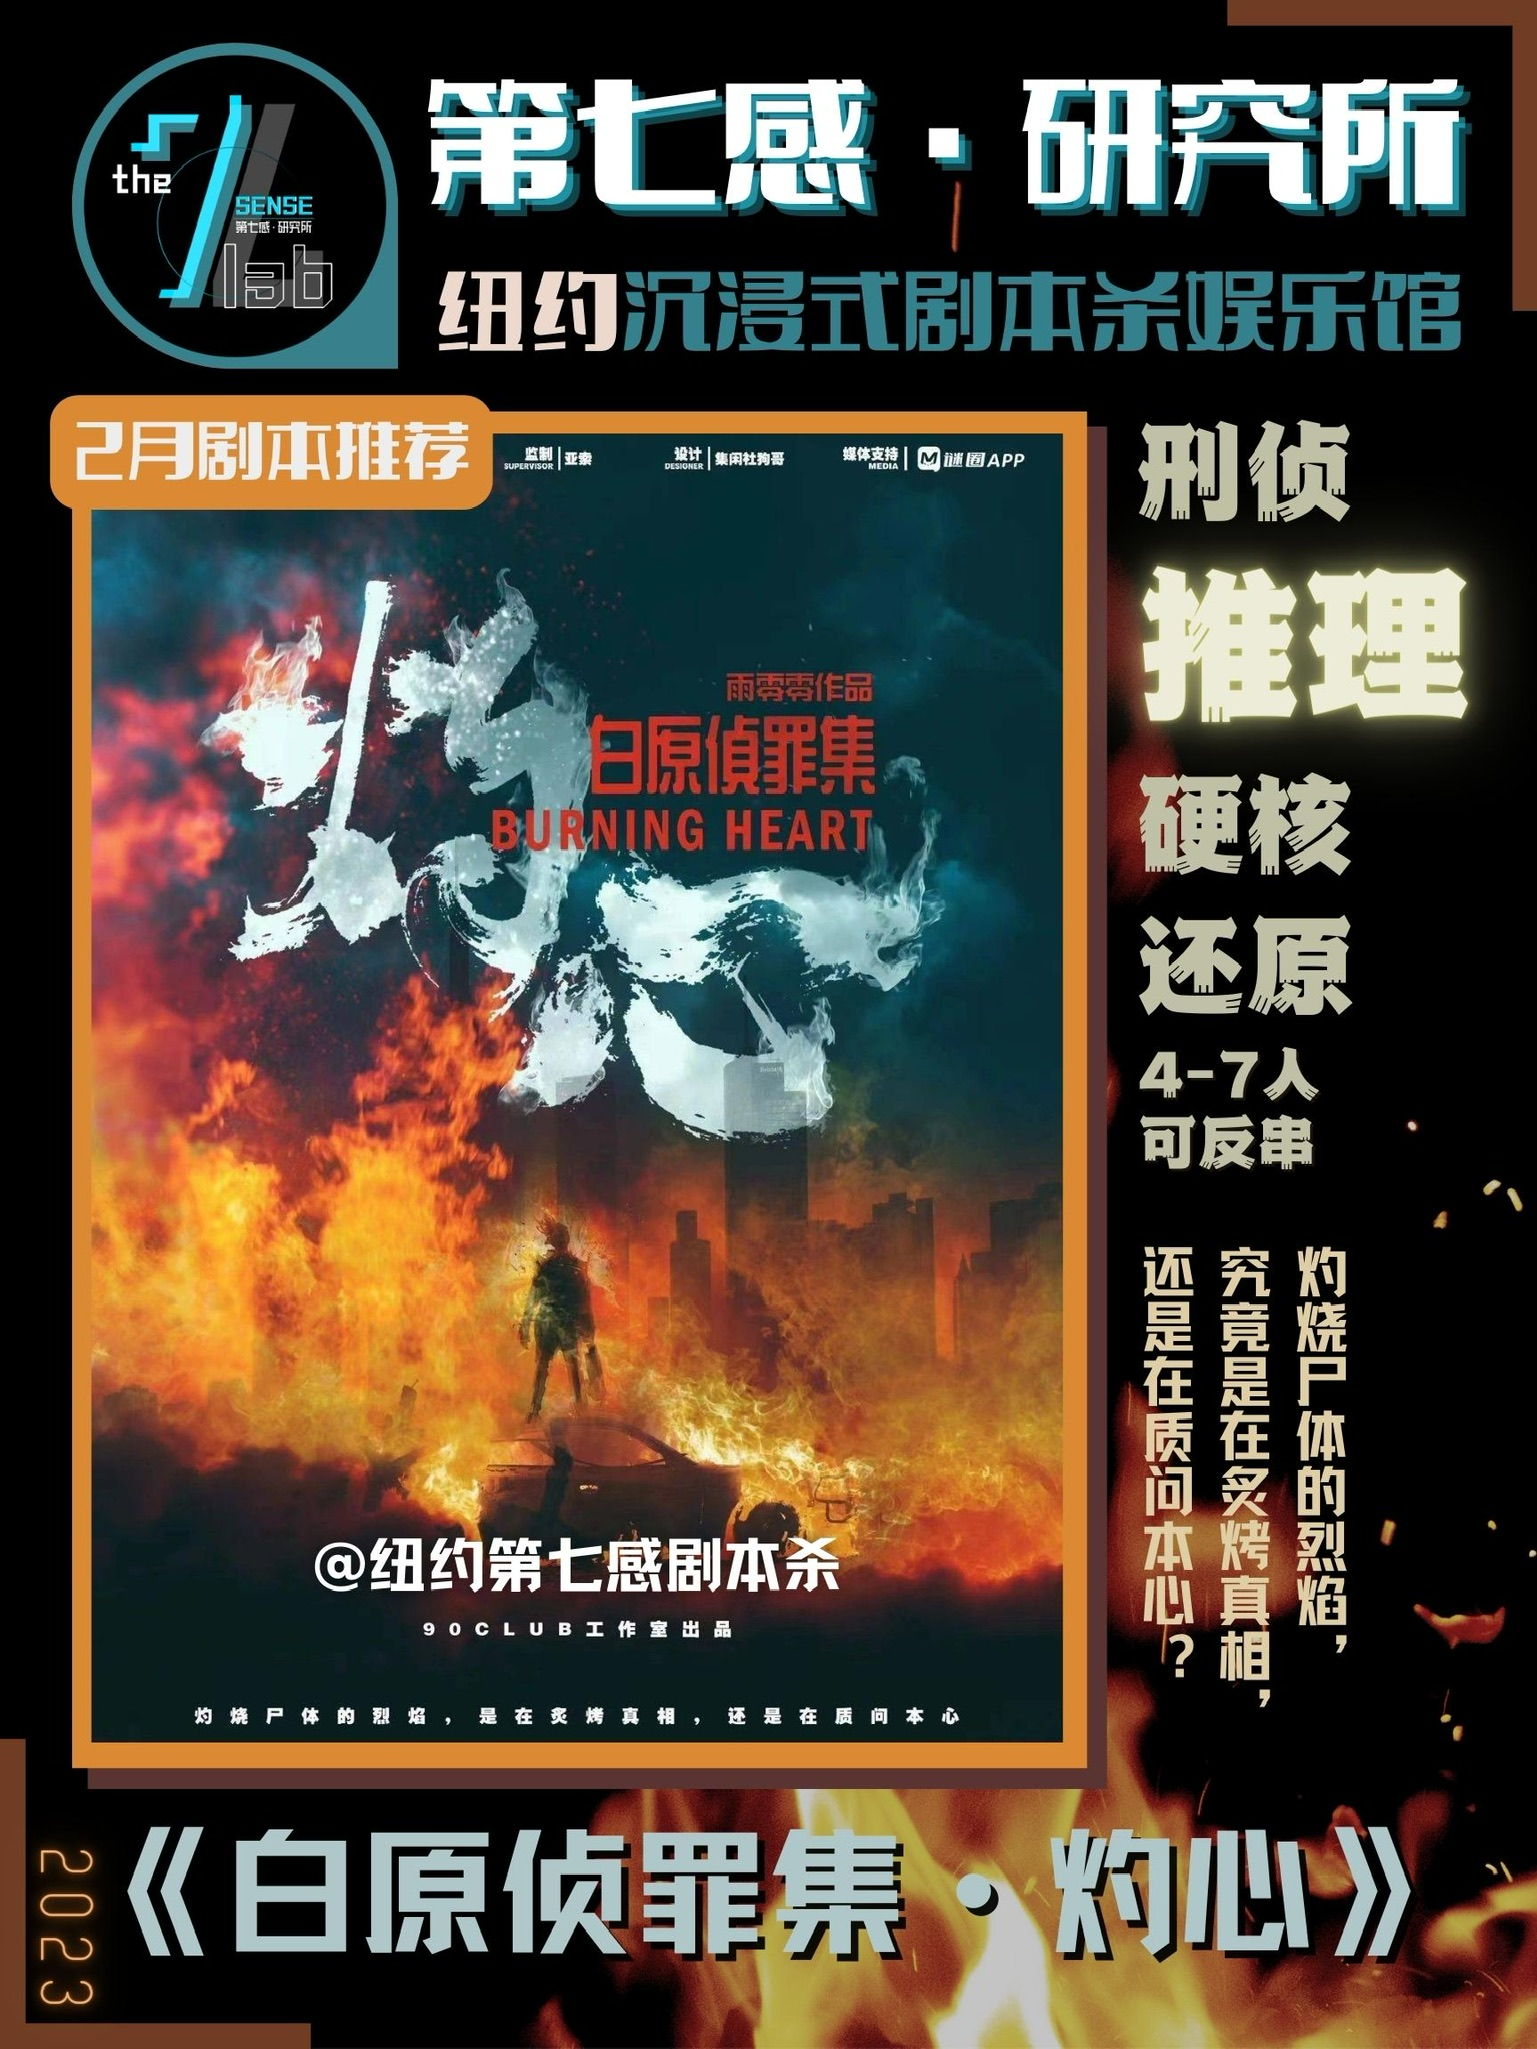 the
SENSE
第七感·研究所
lab
第七感·研究所
纽约沉浸式剧本杀娱乐馆
2月剧本推荐
监制 SUPERVISOR 亚索
设计 DESIGNER 集闲社狗哥
媒体支持 MEDIA 谜圈APP
灼心
雨零零作品
白原偵罪集
BURNING HEART
@纽约第七感剧本杀
90CLUB工作室出品
灼烧尸体的烈焰，是在炙烤真相，还是在质问本心
刑侦
推理
硬核
还原
4-7人
可反串
灼烧尸体的烈焰，
究竟是在炙烤真相，
还是在质问本心？
2023
《白原侦罪集·灼心》